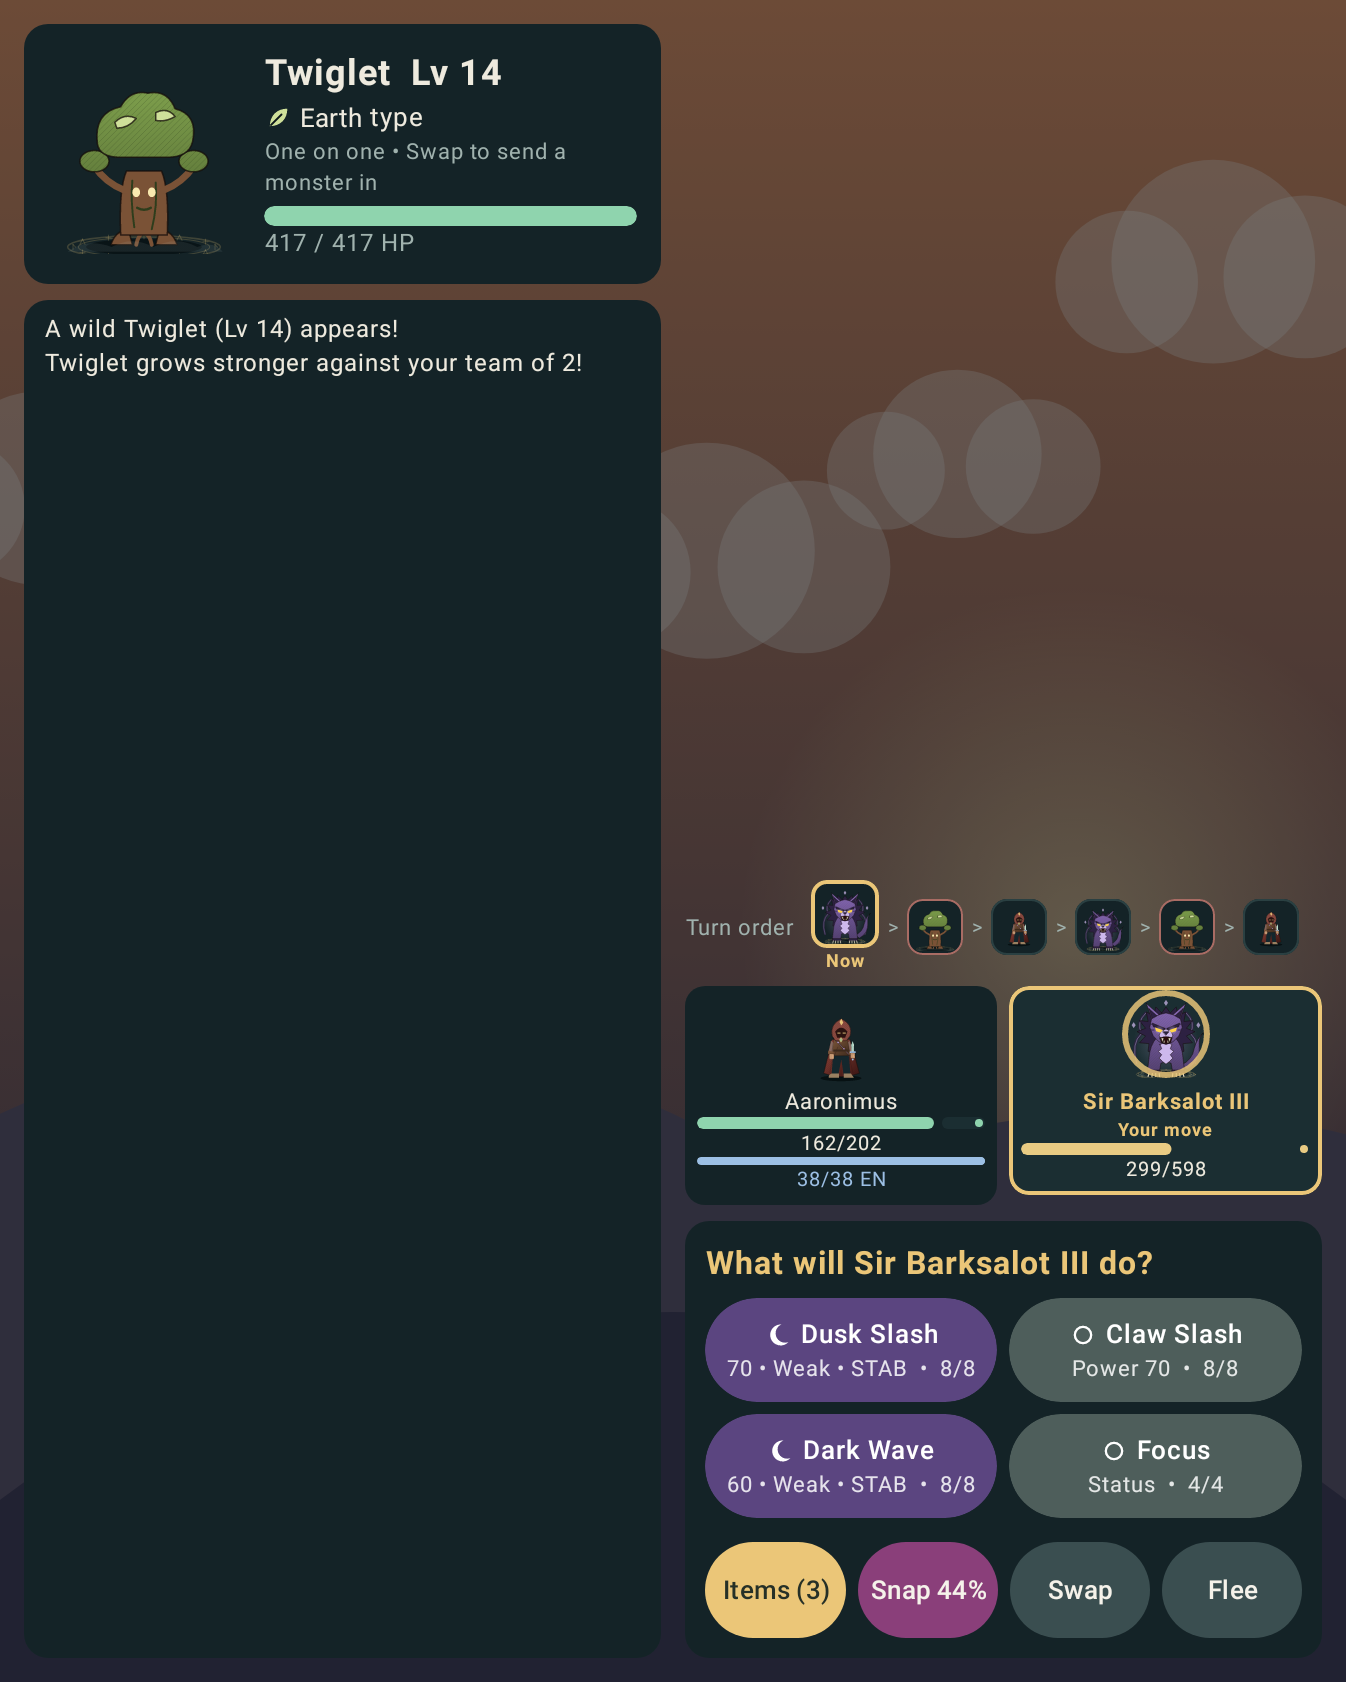 Twiglet Lv 14
Earth type
One on one • Swap to send a
monster in
417 / 417 HP
A wild Twiglet (Lv 14) appears!
Twiglet grows stronger against your team of 2!
Turn order
>
>
>
>
>
Now
Aaronimus
162/202
38/38 EN
Sir Barksalot III
Your move
299/598
What will Sir Barksalot III do?
Dusk Slash
70 • Weak • STAB • 8/8
Claw Slash
Power 70 • 8/8
Dark Wave
60 • Weak • STAB • 8/8
Focus
Status • 4/4
Items (3)
Snap 44%
Swap
Flee